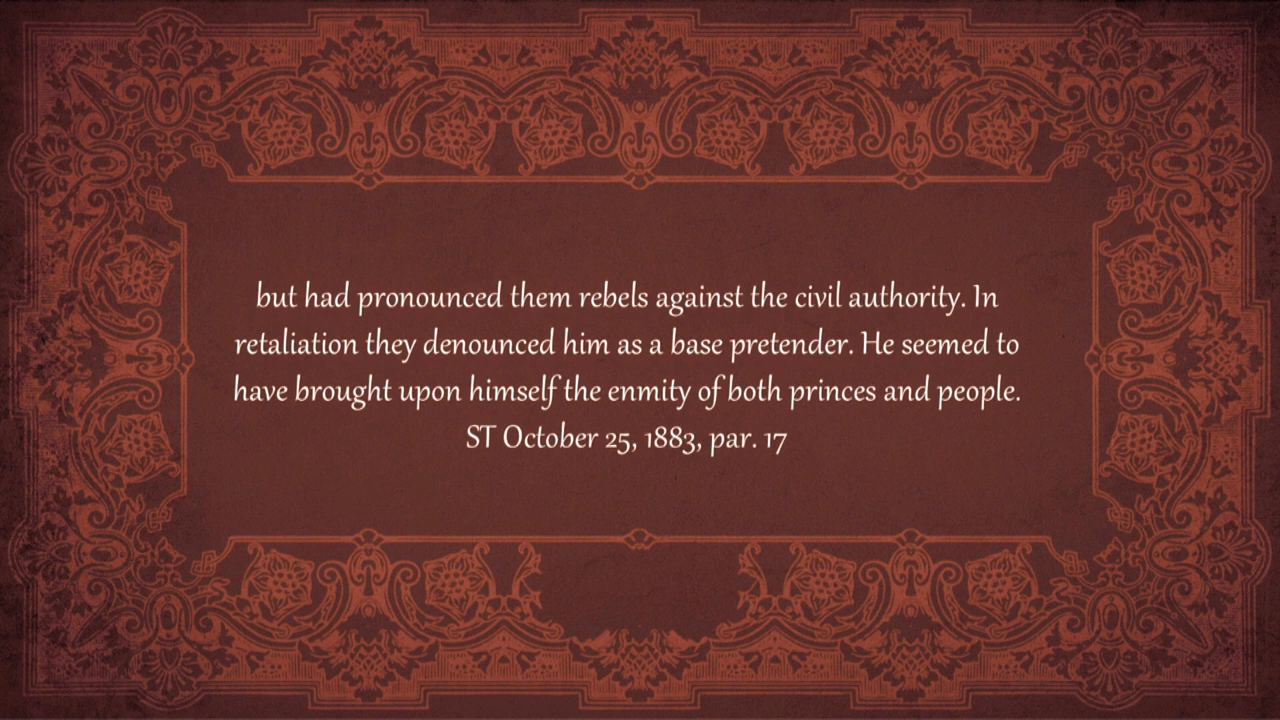 but had pronounced them rebels against the civil authority. In
retaliation they denounced him as a base pretender. He seemed to
have brought upon himself the enmity of both princes and people.
ST October 25, 1883, par. 17